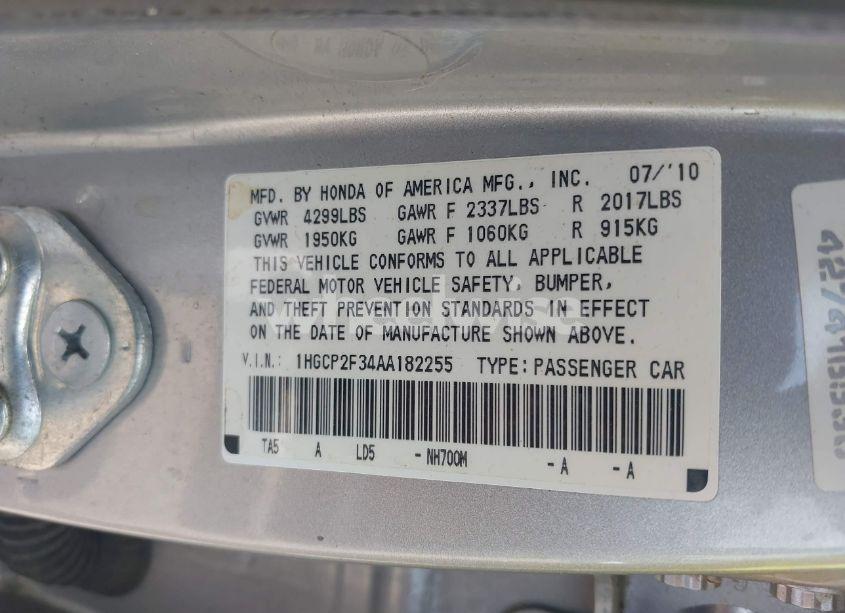 MFD. BY HONDA OF AMERICA MFG., INC. 07/'10
GVWR 4299LBS GAWR F 2337LBS R 2017LBS
GVWR 1950KG GAWR F 1060KG R 915KG
THIS VEHICLE CONFORMS TO ALL APPLICABLE
FEDERAL MOTOR VEHICLE SAFETY, BUMPER,
AND THEFT PREVENTION STANDARDS IN EFFECT
ON THE DATE OF MANUFACTURE SHOWN ABOVE.
V.I.N.: 1HGCP2F34AA182255 TYPE: PASSENGER CAR
TA5 A LD5 - NH700M - A - A